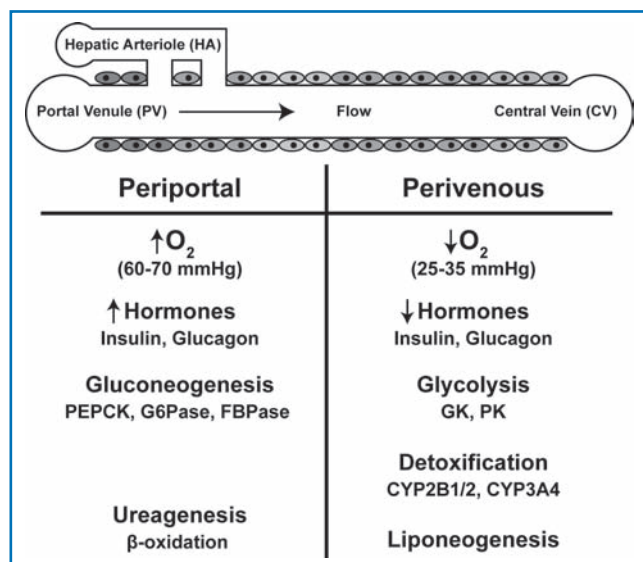 Hepatic Arteriole (HA)
Portal Venule (PV)
Flow
Central Vein (CV)
Periportal
Perivenous
↑O₂
(60-70 mmHg)
↓O₂
(25-35 mmHg)
↑Hormones
Insulin, Glucagon
↓Hormones
Insulin, Glucagon
Gluconeogenesis
PEPCK, G6Pase, FBPase
Glycolysis
GK, PK
Detoxification
CYP2B1/2, CYP3A4
Ureagenesis
β-oxidation
Liponeogenesis